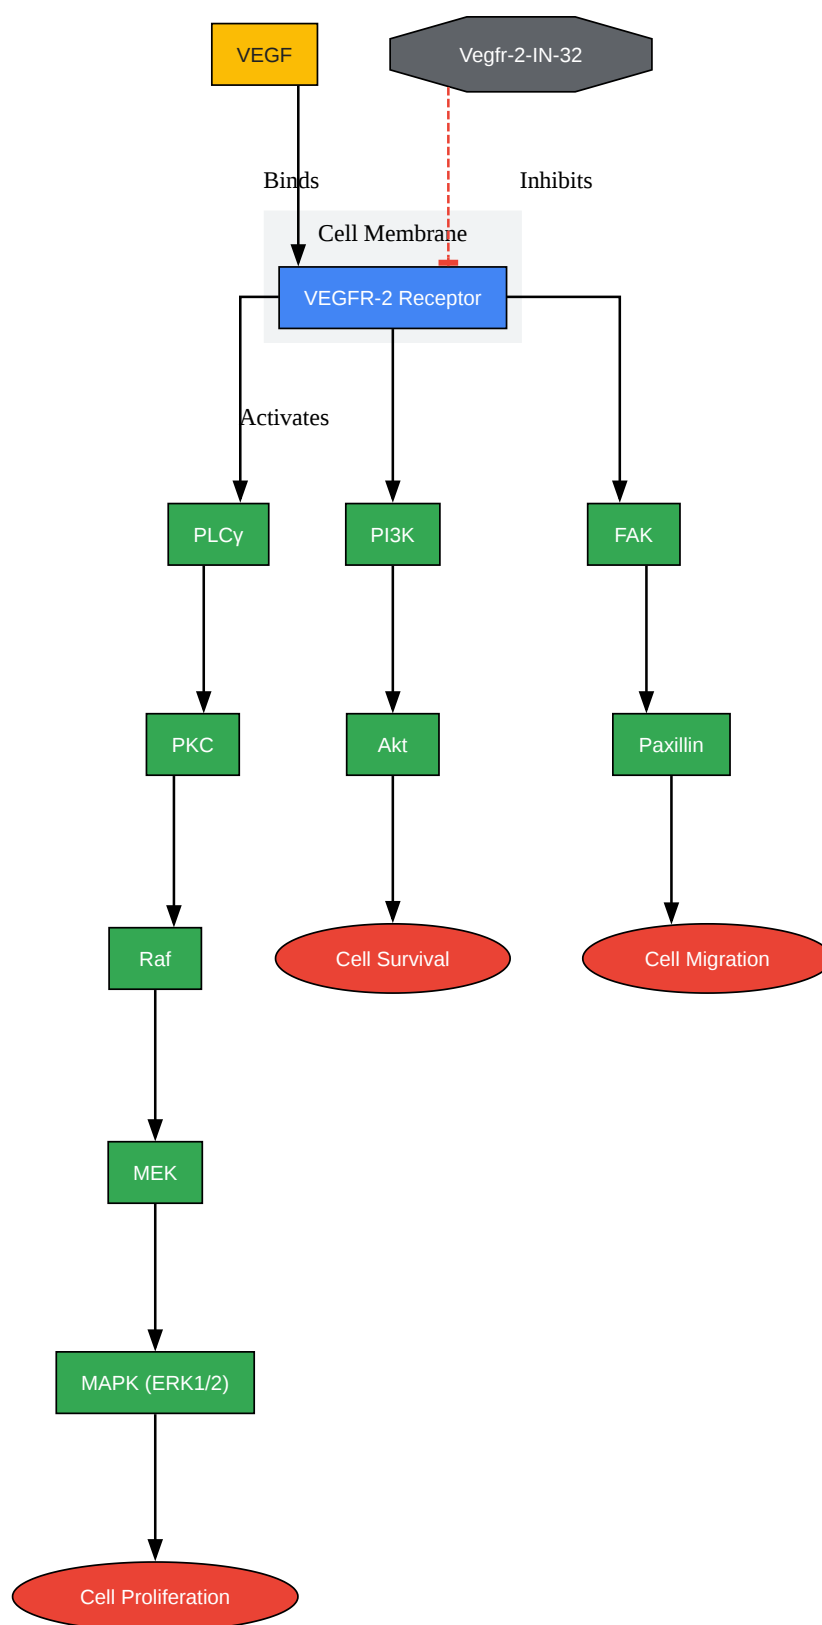 VEGF
Vegfr-2-IN-32
Binds
Inhibits
Cell Membrane
VEGFR-2 Receptor
Activates
PLCγ
PI3K
FAK
PKC
Akt
Paxillin
Raf
Cell Survival
Cell Migration
MEK
MAPK (ERK1/2)
Cell Proliferation